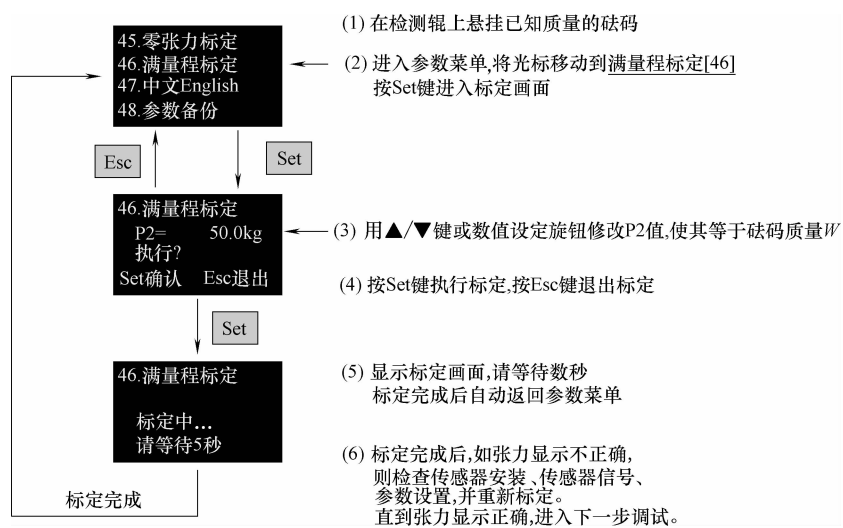 (1) 在检测辊上悬挂已知质量的砝码
45.零张力标定
46.满量程标定
47.中文English
48.参数备份
(2) 进入参数菜单,将光标移动到满量程标定[46]
按Set键进入标定画面
Esc
Set
46.满量程标定
P2= 50.0kg
执行?
Set确认 Esc退出
(3) 用▲/▼键或数值设定旋钮修改P2值,使其等于砝码质量W
(4) 按Set键执行标定,按Esc键退出标定
Set
46.满量程标定
标定中...
请等待5秒
(5) 显示标定画面,请等待数秒
标定完成后自动返回参数菜单
(6) 标定完成后,如张力显示不正确,
则检查传感器安装、传感器信号、
参数设置,并重新标定。
直到张力显示正确,进入下一步调试。
标定完成